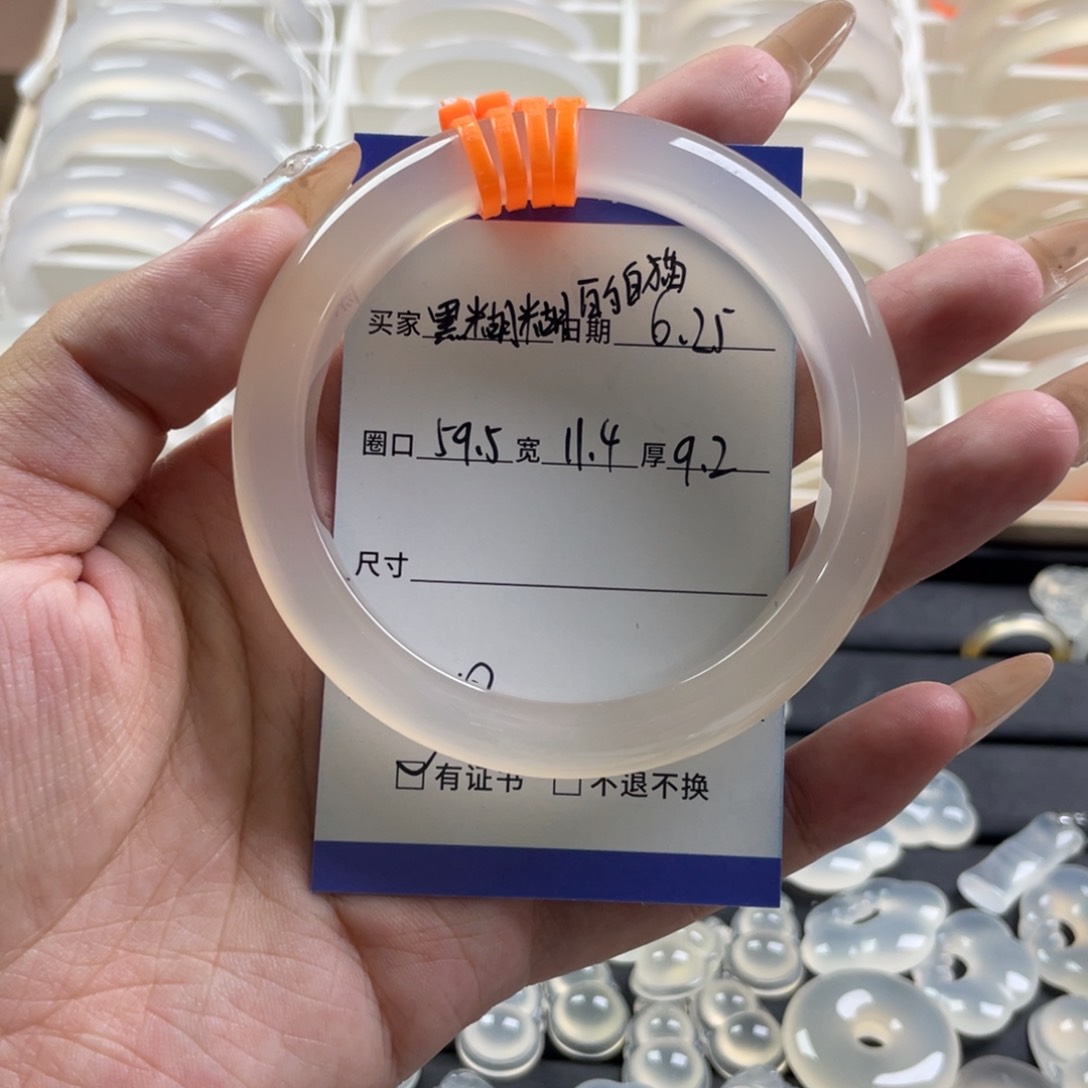 买家 黑糊糊的白猫 日期 6.25
圈口 59.5 宽 11.4 厚 9.2
尺寸
有证书 不退不换